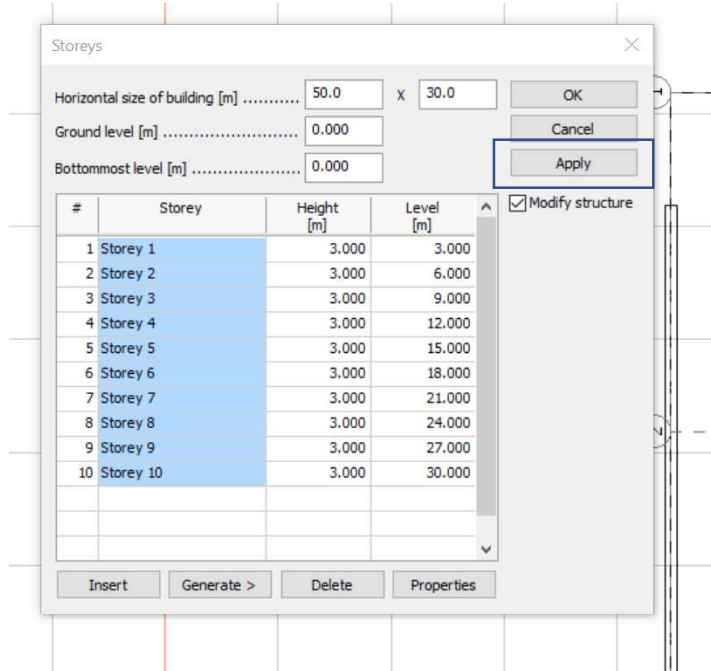 Storeys
Horizontal size of building [m] ........... 50.0 X 30.0 OK
Ground level [m] .......................... 0.000 Cancel
Bottommost level [m] ..................... 0.000 Apply
# Storey Height [m] Level [m] Modify structure
1 Storey 1 3.000 3.000
2 Storey 2 3.000 6.000
3 Storey 3 3.000 9.000
4 Storey 4 3.000 12.000
5 Storey 5 3.000 15.000
6 Storey 6 3.000 18.000
7 Storey 7 3.000 21.000
8 Storey 8 3.000 24.000
9 Storey 9 3.000 27.000
10 Storey 10 3.000 30.000
Insert Generate > Delete Properties